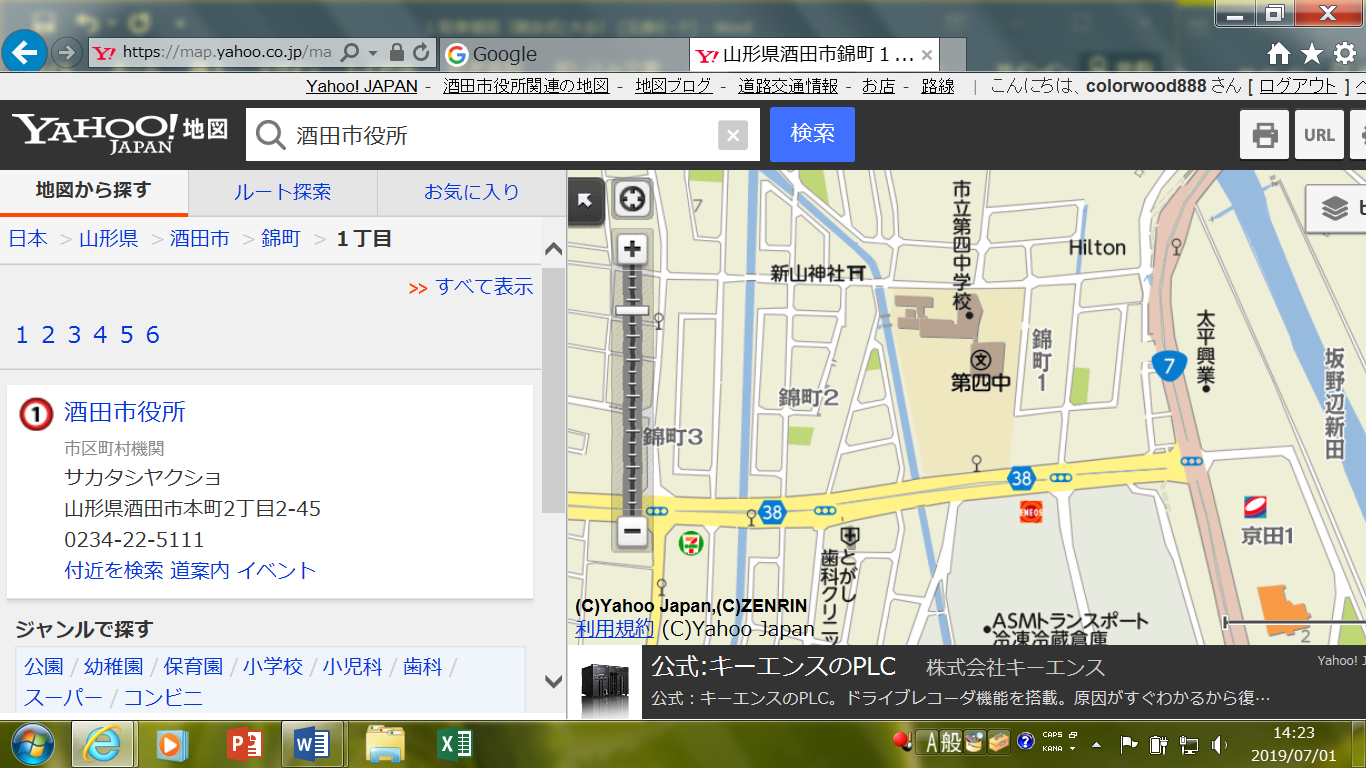 https://map.yahoo.co.jp/ma
Google
山形県酒田市錦町１...
Yahoo! JAPAN - 酒田市役所関連の地図 - 地図ブログ - 道路交通情報 - お店 - 路線 | こんにちは、colorwood888 さん [ ログアウト ]
YAHOO! JAPAN 地図
酒田市役所
検索
URL
地図から探す
ルート探索
お気に入り
日本 > 山形県 > 酒田市 > 錦町 > １丁目
>> すべて表示
1 2 3 4 5 6
1 酒田市役所
市区町村機関
サカタシヤクショ
山形県酒田市本町2丁目2-45
0234-22-5111
付近を検索 道案内 イベント
ジャンルで探す
公園 / 幼稚園 / 保育園 / 小学校 / 小児科 / 歯科 /
スーパー / コンビニ
7
市立第四中学校
Hilton
新山神社
太平興業
錦町1
文
第四中
7
坂野辺新田
錦町2
錦町3
38
38
ENEOS
京田1
とがし歯科クリニッ
ASMトランスポート
冷凍冷蔵倉庫
2
(C)Yahoo Japan,(C)ZENRIN
利用規約 (C)Yahoo Japan
公式:キーエンスのPLC 株式会社キーエンス
Yahoo! J
公式：キーエンスのPLC。ドライブレコーダ機能を搭載。原因がすぐわかるから復…
A 般
CAPS
KANA
14:23
2019/07/01